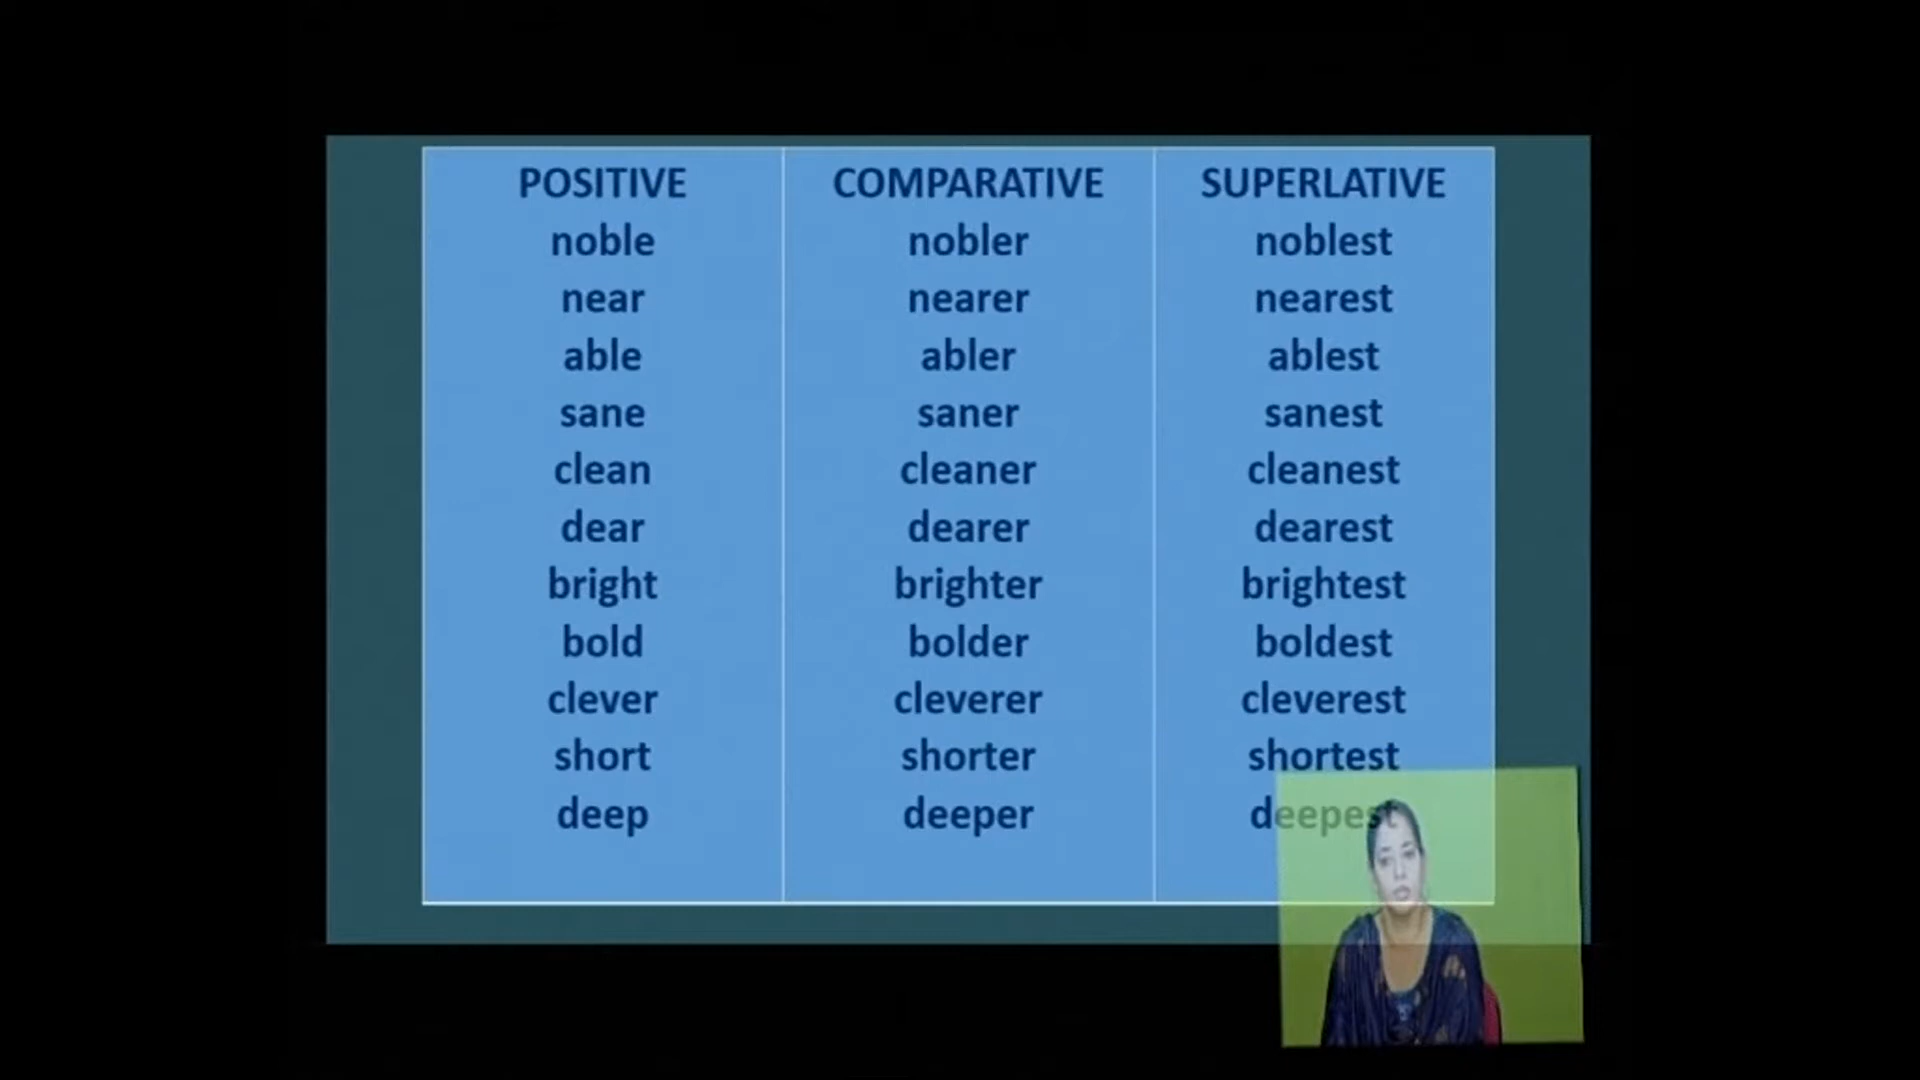 POSITIVE COMPARATIVE SUPERLATIVE
noble nobler noblest
near nearer nearest
able abler ablest
sane saner sanest
clean cleaner cleanest
dear dearer dearest
bright brighter brightest
bold bolder boldest
clever cleverer cleverest
short shorter shortest
deep deeper deepest